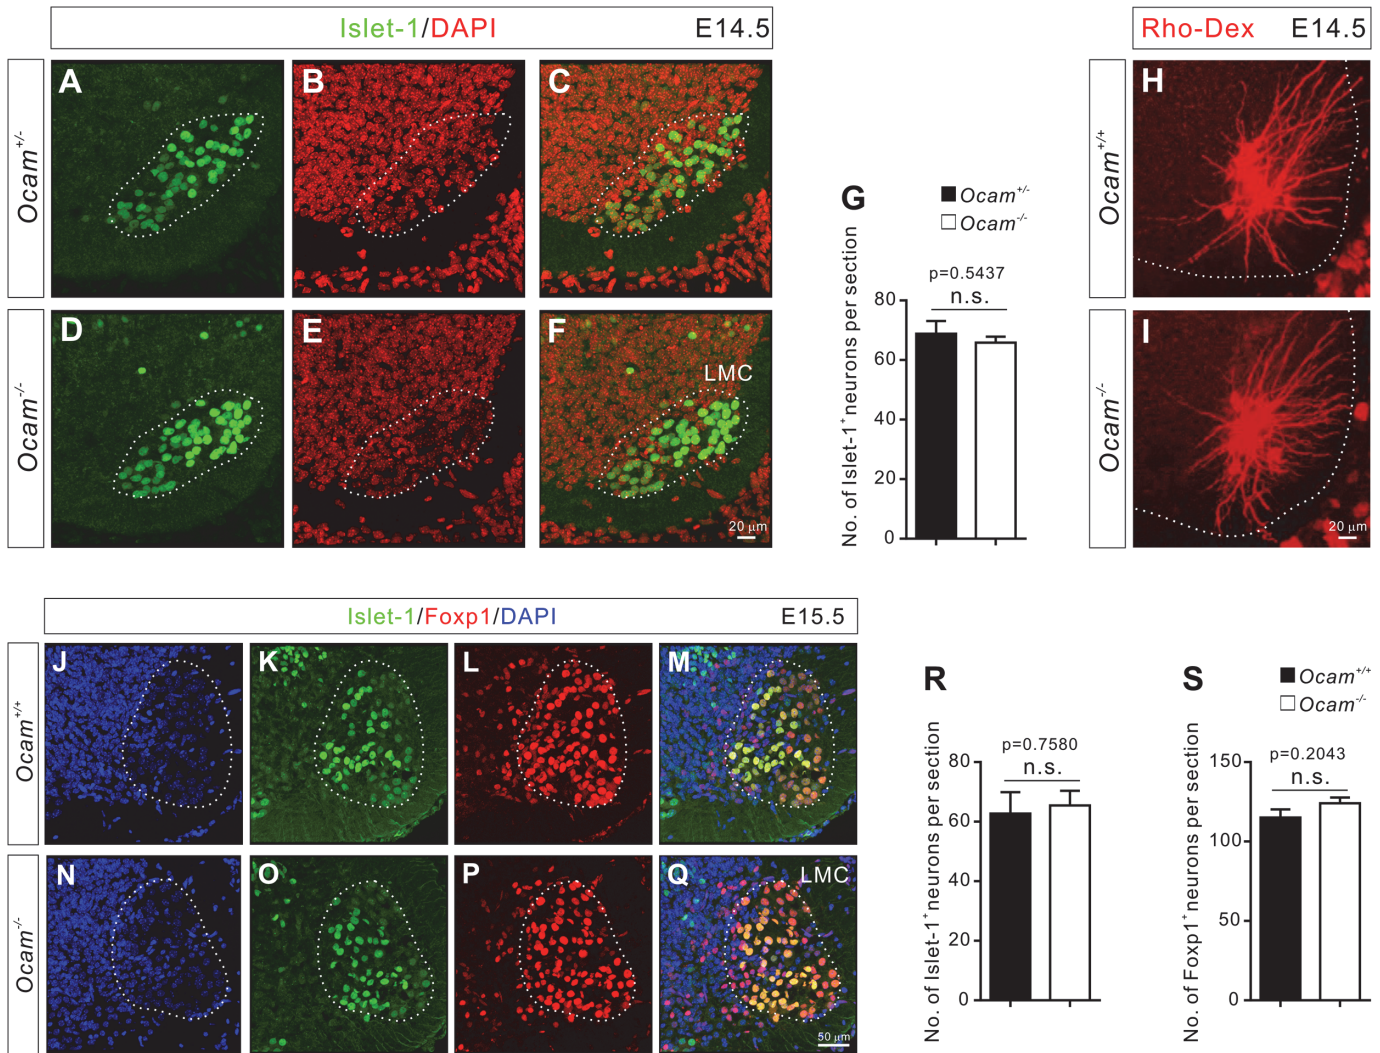 Islet-1/DAPI E14.5
Rho-Dex E14.5
Ocam+/-
A
B
C
Ocam-/-
D
E
F
LMC
20 µm
G
Ocam+/-
Ocam-/-
p=0.5437
n.s.
No. of Islet-1+ neurons per section
80
60
40
20
0
Ocam+/+
H
Ocam-/-
I
20 µm
Islet-1/Foxp1/DAPI E15.5
Ocam+/+
J
K
L
M
Ocam-/-
N
O
P
Q
LMC
50 µm
R
p=0.7580
n.s.
No. of Islet-1+ neurons per section
80
60
40
20
0
S
Ocam+/+
Ocam-/-
p=0.2043
n.s.
No. of Foxp1+ neurons per section
150
100
50
0